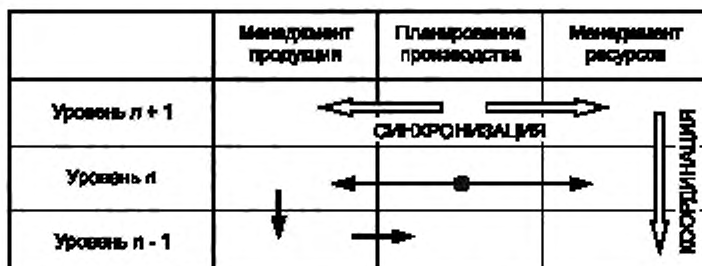 Менеджмент Планирование Менеджмент
продукции производства ресурсов
Уровень n + 1
СИНХРОНИЗАЦИЯ
Уровень n
Уровень n - 1
КООРДИНАЦИЯ